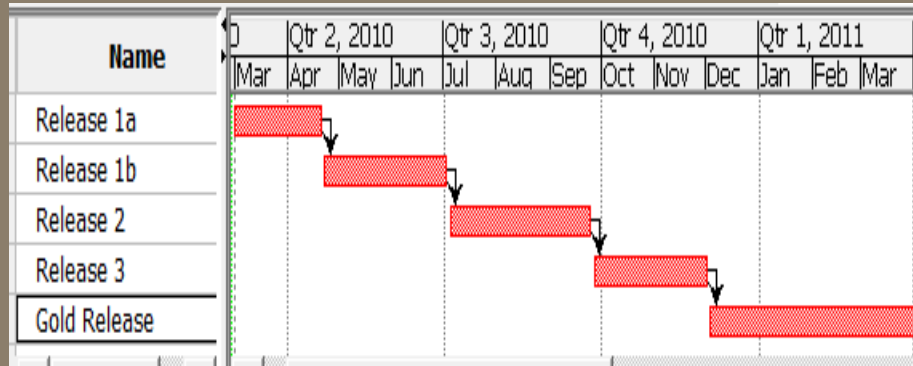 Name
Qtr 2, 2010 Qtr 3, 2010 Qtr 4, 2010 Qtr 1, 2011
Mar Apr May Jun Jul Aug Sep Oct Nov Dec Jan Feb Mar
Release 1a
Release 1b
Release 2
Release 3
Gold Release